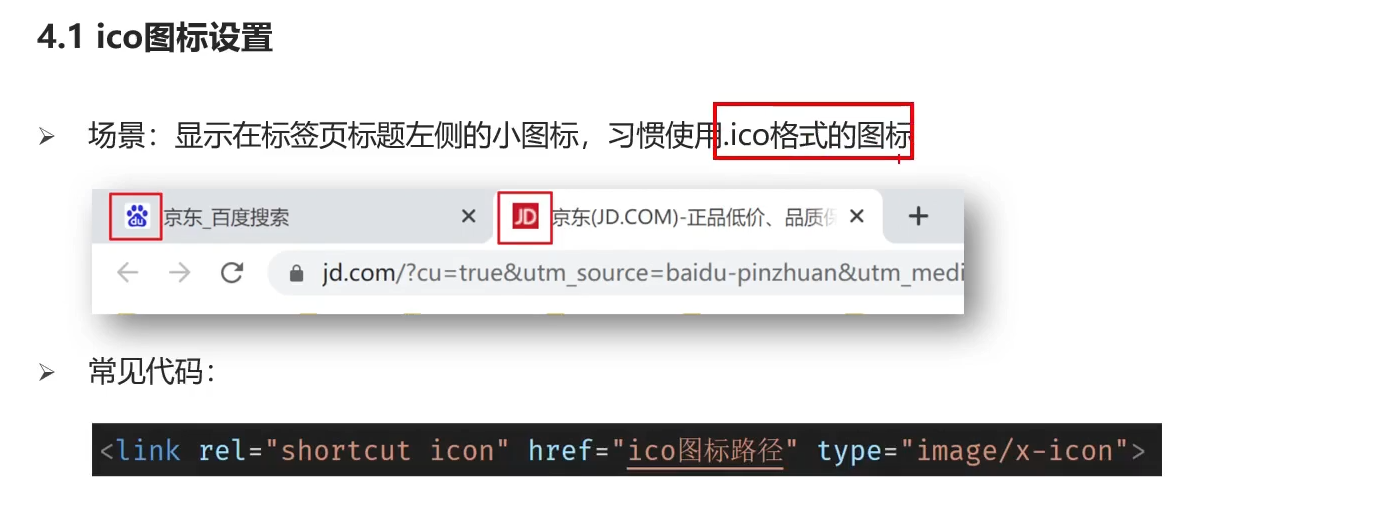 4.1 ico图标设置
场景：显示在标签页标题左侧的小图标，习惯使用.ico格式的图标
du 京东_百度搜索 JD 京东(JD.COM)-正品低价、品质保
jd.com/?cu=true&utm_source=baidu-pinzhuan&utm_medi
常见代码：
<link rel="shortcut icon" href="ico图标路径" type="image/x-icon">